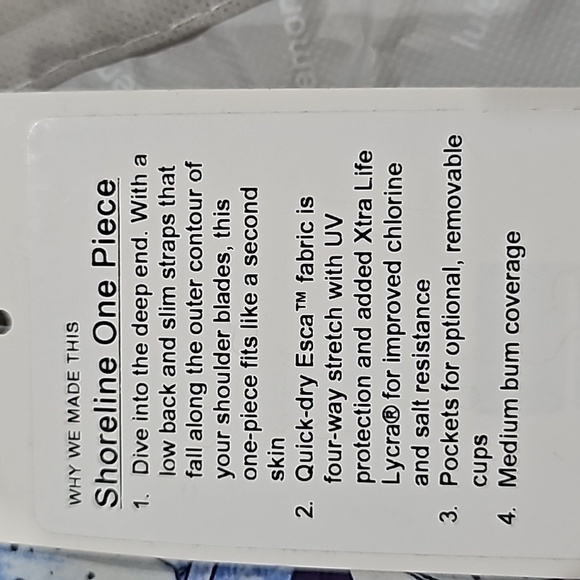 WHY WE MADE THIS
Shoreline One Piece
1. Dive into the deep end. With a
low back and slim straps that
fall along the outer contour of
your shoulder blades, this
one-piece fits like a second
skin
2. Quick-dry Esca™ fabric is
four-way stretch with UV
protection and added Xtra Life
Lycra® for improved chlorine
and salt resistance
3. Pockets for optional, removable
cups
4. Medium bum coverage